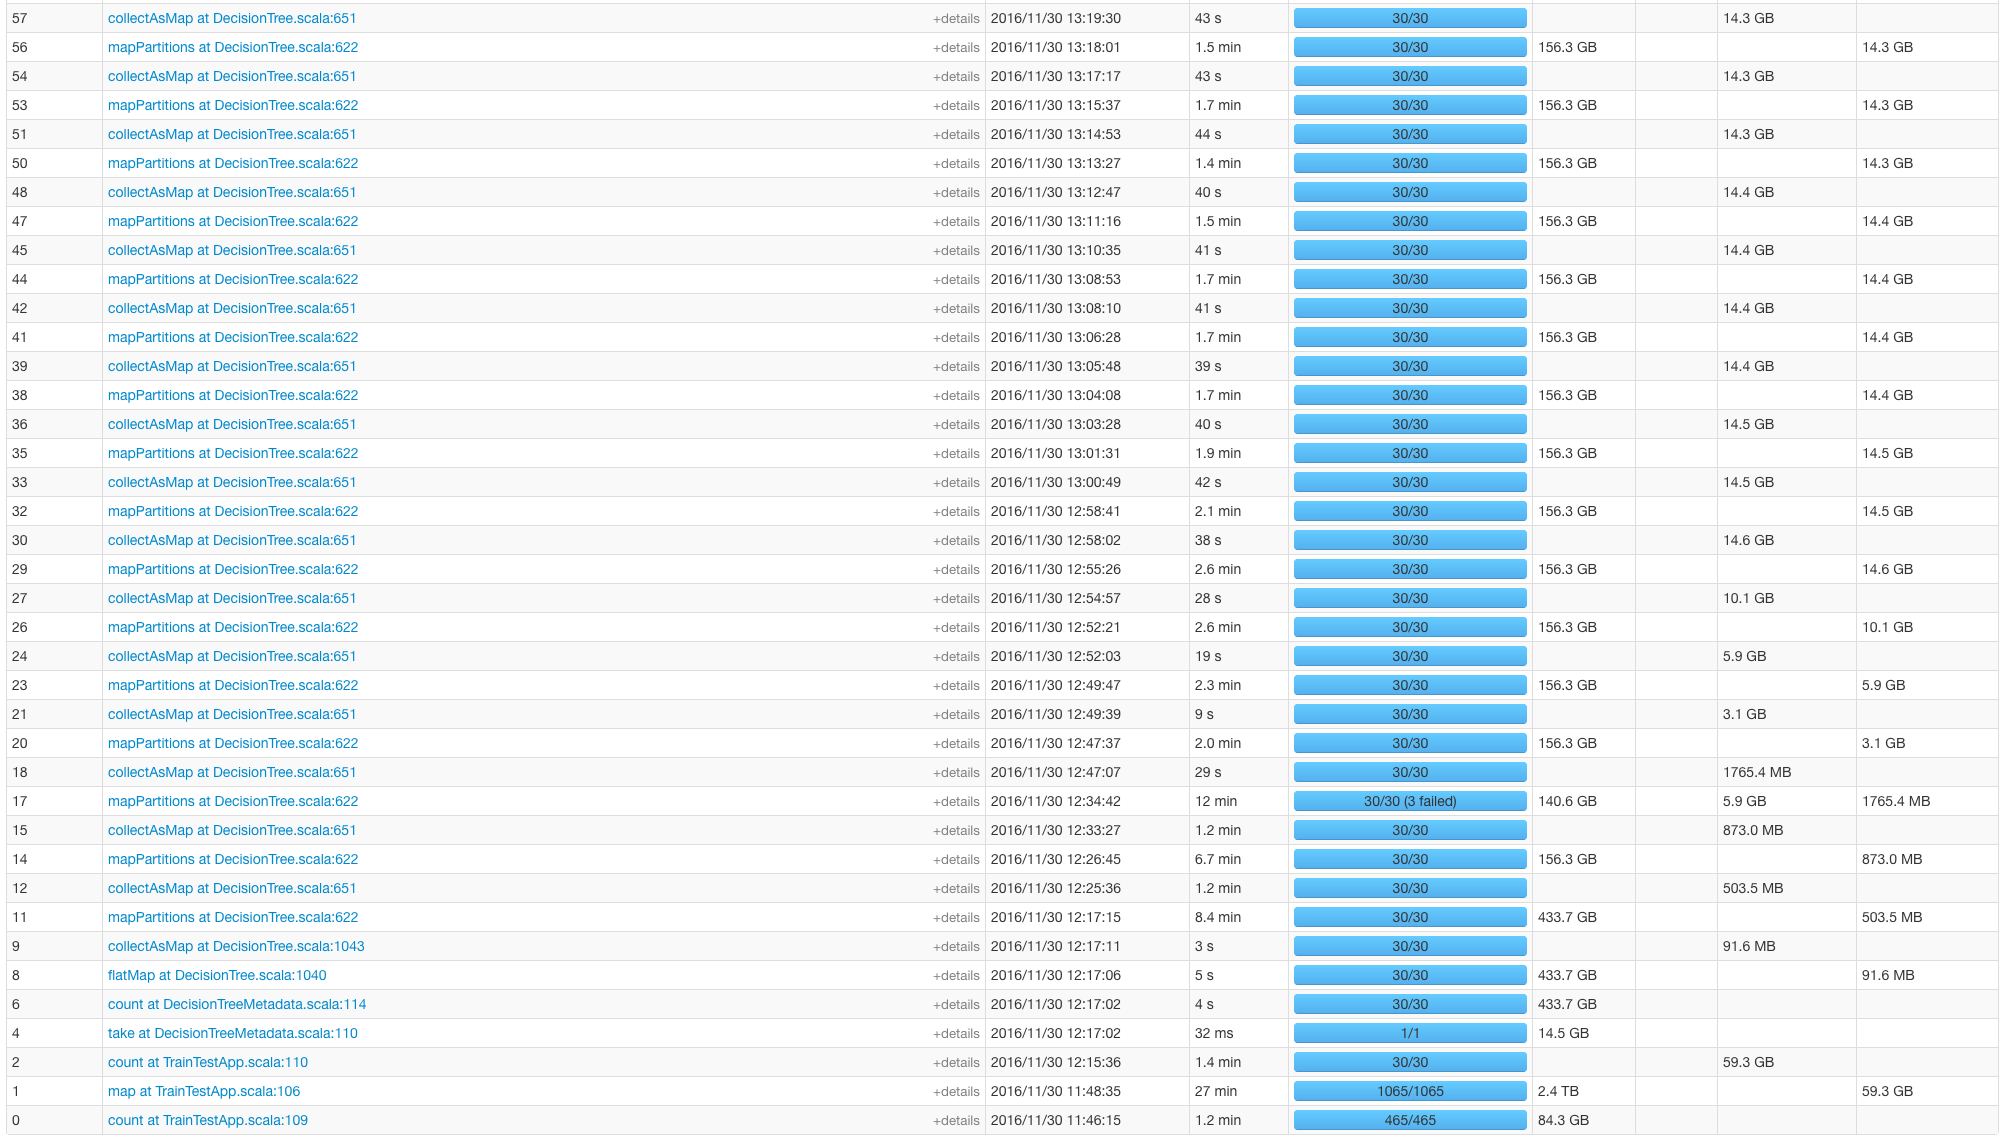 57 collectAsMap at DecisionTree.scala:651 +details 2016/11/30 13:19:30 43 s 30/30 14.3 GB
56 mapPartitions at DecisionTree.scala:622 +details 2016/11/30 13:18:01 1.5 min 30/30 156.3 GB 14.3 GB
54 collectAsMap at DecisionTree.scala:651 +details 2016/11/30 13:17:17 43 s 30/30 14.3 GB
53 mapPartitions at DecisionTree.scala:622 +details 2016/11/30 13:15:37 1.7 min 30/30 156.3 GB 14.3 GB
51 collectAsMap at DecisionTree.scala:651 +details 2016/11/30 13:14:53 44 s 30/30 14.3 GB
50 mapPartitions at DecisionTree.scala:622 +details 2016/11/30 13:13:27 1.4 min 30/30 156.3 GB 14.3 GB
48 collectAsMap at DecisionTree.scala:651 +details 2016/11/30 13:12:47 40 s 30/30 14.4 GB
47 mapPartitions at DecisionTree.scala:622 +details 2016/11/30 13:11:16 1.5 min 30/30 156.3 GB 14.4 GB
45 collectAsMap at DecisionTree.scala:651 +details 2016/11/30 13:10:35 41 s 30/30 14.4 GB
44 mapPartitions at DecisionTree.scala:622 +details 2016/11/30 13:08:53 1.7 min 30/30 156.3 GB 14.4 GB
42 collectAsMap at DecisionTree.scala:651 +details 2016/11/30 13:08:10 41 s 30/30 14.4 GB
41 mapPartitions at DecisionTree.scala:622 +details 2016/11/30 13:06:28 1.7 min 30/30 156.3 GB 14.4 GB
39 collectAsMap at DecisionTree.scala:651 +details 2016/11/30 13:05:48 39 s 30/30 14.4 GB
38 mapPartitions at DecisionTree.scala:622 +details 2016/11/30 13:04:08 1.7 min 30/30 156.3 GB 14.4 GB
36 collectAsMap at DecisionTree.scala:651 +details 2016/11/30 13:03:28 40 s 30/30 14.5 GB
35 mapPartitions at DecisionTree.scala:622 +details 2016/11/30 13:01:31 1.9 min 30/30 156.3 GB 14.5 GB
33 collectAsMap at DecisionTree.scala:651 +details 2016/11/30 13:00:49 42 s 30/30 14.5 GB
32 mapPartitions at DecisionTree.scala:622 +details 2016/11/30 12:58:41 2.1 min 30/30 156.3 GB 14.5 GB
30 collectAsMap at DecisionTree.scala:651 +details 2016/11/30 12:58:02 38 s 30/30 14.6 GB
29 mapPartitions at DecisionTree.scala:622 +details 2016/11/30 12:55:26 2.6 min 30/30 156.3 GB 14.6 GB
27 collectAsMap at DecisionTree.scala:651 +details 2016/11/30 12:54:57 28 s 30/30 10.1 GB
26 mapPartitions at DecisionTree.scala:622 +details 2016/11/30 12:52:21 2.6 min 30/30 156.3 GB 10.1 GB
24 collectAsMap at DecisionTree.scala:651 +details 2016/11/30 12:52:03 19 s 30/30 5.9 GB
23 mapPartitions at DecisionTree.scala:622 +details 2016/11/30 12:49:47 2.3 min 30/30 156.3 GB 5.9 GB
21 collectAsMap at DecisionTree.scala:651 +details 2016/11/30 12:49:39 9 s 30/30 3.1 GB
20 mapPartitions at DecisionTree.scala:622 +details 2016/11/30 12:47:37 2.0 min 30/30 156.3 GB 3.1 GB
18 collectAsMap at DecisionTree.scala:651 +details 2016/11/30 12:47:07 29 s 30/30 1765.4 MB
17 mapPartitions at DecisionTree.scala:622 +details 2016/11/30 12:34:42 12 min 30/30 (3 failed) 140.6 GB 5.9 GB 1765.4 MB
15 collectAsMap at DecisionTree.scala:651 +details 2016/11/30 12:33:27 1.2 min 30/30 873.0 MB
14 mapPartitions at DecisionTree.scala:622 +details 2016/11/30 12:26:45 6.7 min 30/30 156.3 GB 873.0 MB
12 collectAsMap at DecisionTree.scala:651 +details 2016/11/30 12:25:36 1.2 min 30/30 503.5 MB
11 mapPartitions at DecisionTree.scala:622 +details 2016/11/30 12:17:15 8.4 min 30/30 433.7 GB 503.5 MB
9 collectAsMap at DecisionTree.scala:1043 +details 2016/11/30 12:17:11 3 s 30/30 91.6 MB
8 flatMap at DecisionTree.scala:1040 +details 2016/11/30 12:17:06 5 s 30/30 433.7 GB 91.6 MB
6 count at DecisionTreeMetadata.scala:114 +details 2016/11/30 12:17:02 4 s 30/30 433.7 GB
4 take at DecisionTreeMetadata.scala:110 +details 2016/11/30 12:17:02 32 ms 1/1 14.5 GB
2 count at TrainTestApp.scala:110 +details 2016/11/30 12:15:36 1.4 min 30/30 59.3 GB
1 map at TrainTestApp.scala:106 +details 2016/11/30 11:48:35 27 min 1065/1065 2.4 TB 59.3 GB
0 count at TrainTestApp.scala:109 +details 2016/11/30 11:46:15 1.2 min 465/465 84.3 GB